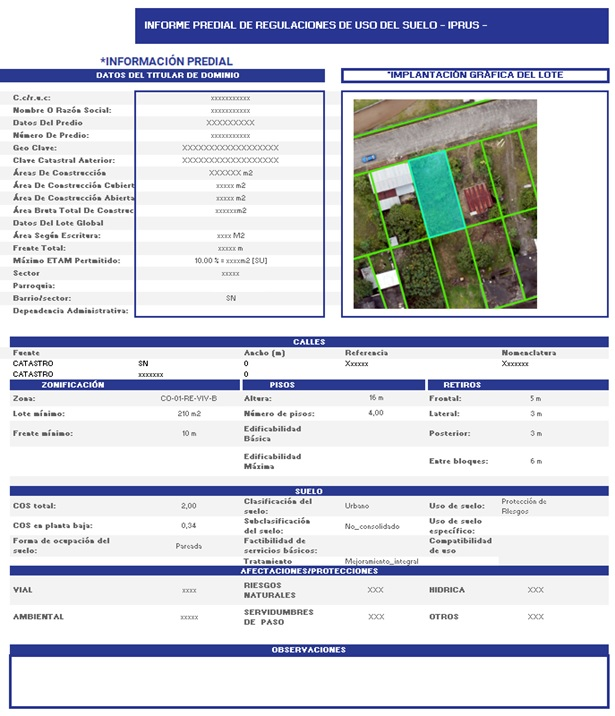 INFORME PREDIAL DE REGULACIONES DE USO DEL SUELO - IPRUS -
*INFORMACIÓN PREDIAL
DATOS DEL TITULAR DE DOMINIO
*IMPLANTACIÓN GRÁFICA DEL LOTE
C.c/r.u.c: xxxxxxxxxxx
Nombre O Razón Social: xxxxxxxxxxx
Datos Del Predio XXXXXXXXX
Número De Predio: xxxxxxxxxxx
Geo Clave: XXXXXXXXXXXXXXXXXX
Clave Catastral Anterior: XXXXXXXXXXXXXXXXXX
Áreas De Construcción XXXXXX m2
Área De Construcción Cubiert xxxxx m2
Área De Construcción Abierta xxxxx m2
Área Bruta Total De Construc xxxxxxm2
Datos Del Lote Global
Área Según Escritura: xxxx M2
Frente Total: xxxxx m
Máximo ETAM Pertmitido: 10.00 % = xxxxm2 [SU]
Sector xxxxx
Parroquia:
Barrio/sector: SN
Dependencia Administrativa:
CALLES
Fuente Ancho (m) Referencia Nomenclatura
CATASTRO SN 0 Xxxxxx Xxxxxxx
CATASTRO xxxxxxx 0
ZONIFICACIÓN PISOS RETIROS
Zona: CO-01-RE-VIV-B Altura: 16 m Frontal: 5 m
Lote mínimo: 210 m2 Número de pisos: 4,00 Lateral: 3 m
Frente mínimo: 10 m Edificabilidad Básica Posterior: 3 m
Edificabilidad Máxima Entre bloques: 6 m
SUELO
COS total: 2,00 Clasificación del suelo: Urbano Uso de suelo: Protección de Riesgos
COS en planta baja: 0,34 Subclasificación del suelo: No_consolidado Uso de suelo específico:
Forma de ocupación del suelo: Pareada Factibilidad de servicios básicos: Compatibilidad de uso
Tratamiento Mejoramiento_integral
AFECTACIONES/PROTECCIONES
VIAL xxxx RIESGOS NATURALES XXX HIDRICA XXX
AMBIENTAL xxxxx SERVIDUMBRES DE PASO XXX OTROS XXX
OBSERVACIONES